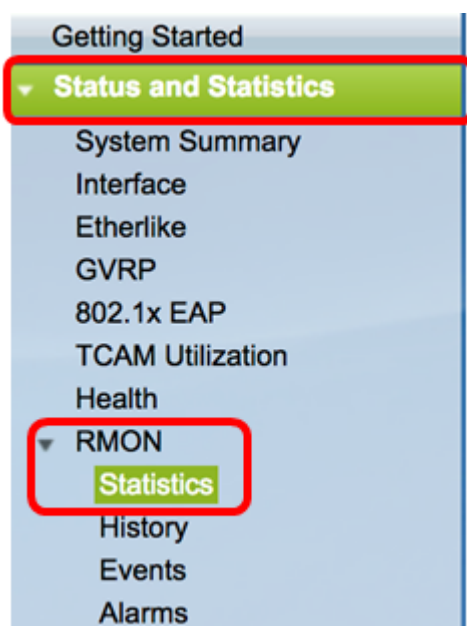 Getting Started
Status and Statistics
System Summary
Interface
Etherlike
GVRP
802.1x EAP
TCAM Utilization
Health
RMON
Statistics
History
Events
Alarms